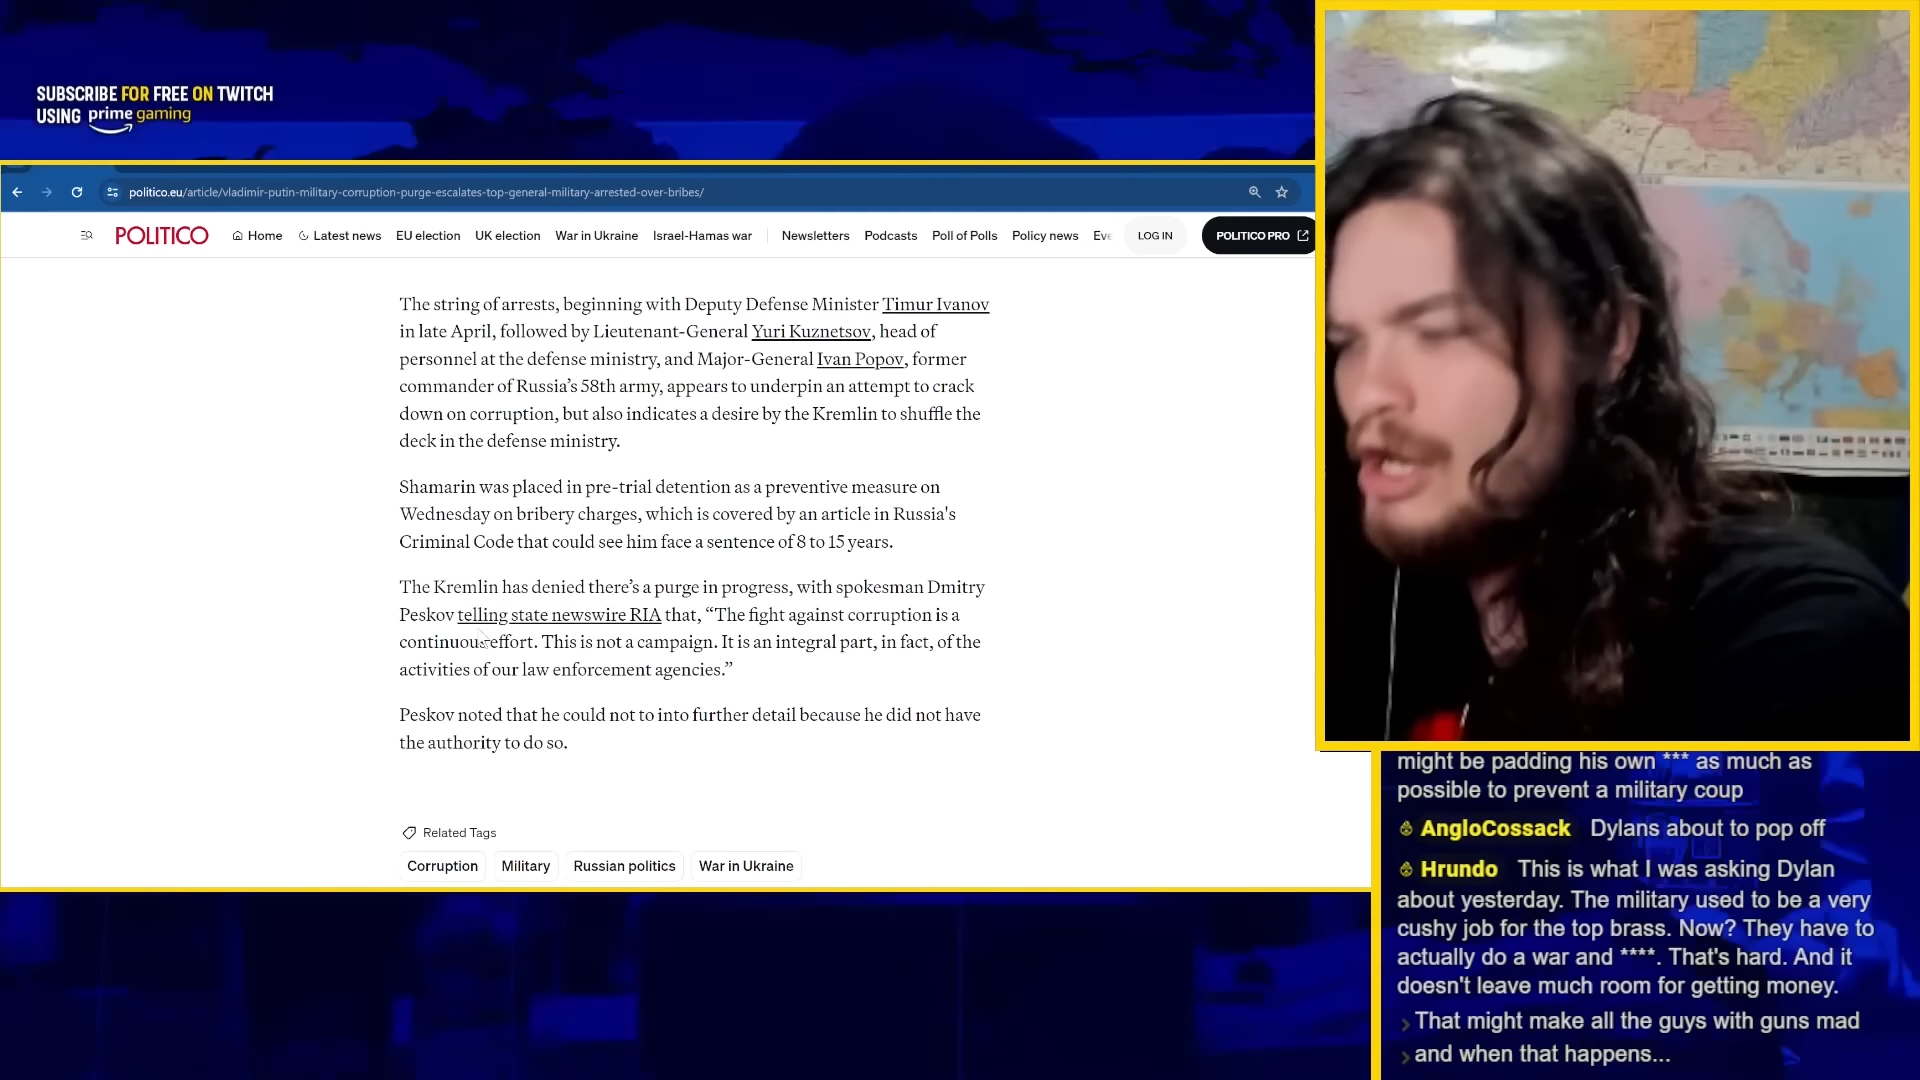 SUBSCRIBE FOR FREE ON TWITCH
USING prime gaming
politico.eu/article/vladimir-putin-military-corruption-purge-escalates-top-general-military-arrested-over-bribes/
POLITICO Home Latest news EU election UK election War in Ukraine Israel-Hamas war Newsletters Podcasts Poll of Polls Policy news Eve LOG IN POLITICO PRO
The string of arrests, beginning with Deputy Defense Minister Timur Ivanov
in late April, followed by Lieutenant-General Yuri Kuznetsov, head of
personnel at the defense ministry, and Major-General Ivan Popov, former
commander of Russia’s 58th army, appears to underpin an attempt to crack
down on corruption, but also indicates a desire by the Kremlin to shuffle the
deck in the defense ministry.
Shamarin was placed in pre-trial detention as a preventive measure on
Wednesday on bribery charges, which is covered by an article in Russia's
Criminal Code that could see him face a sentence of 8 to 15 years.
The Kremlin has denied there’s a purge in progress, with spokesman Dmitry
Peskov telling state newswire RIA that, “The fight against corruption is a
continuous effort. This is not a campaign. It is an integral part, in fact, of the
activities of our law enforcement agencies.”
Peskov noted that he could not to into further detail because he did not have
the authority to do so.
Related Tags
Corruption Military Russian politics War in Ukraine
might be padding his own *** as much as
possible to prevent a military coup
AngloCossack Dylans about to pop off
Hrundo This is what I was asking Dylan
about yesterday. The military used to be a very
cushy job for the top brass. Now? They have to
actually do a war and ****. That's hard. And it
doesn't leave much room for getting money.
That might make all the guys with guns mad
and when that happens...